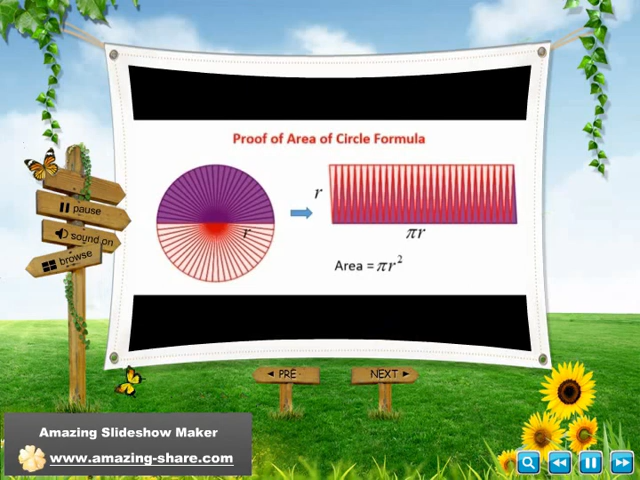 Proof of Area of Circle Formula
r
r
πr
Area = πr²
pause
sound on
browse
PRE
NEXT
Amazing Slideshow Maker
www.amazing-share.com